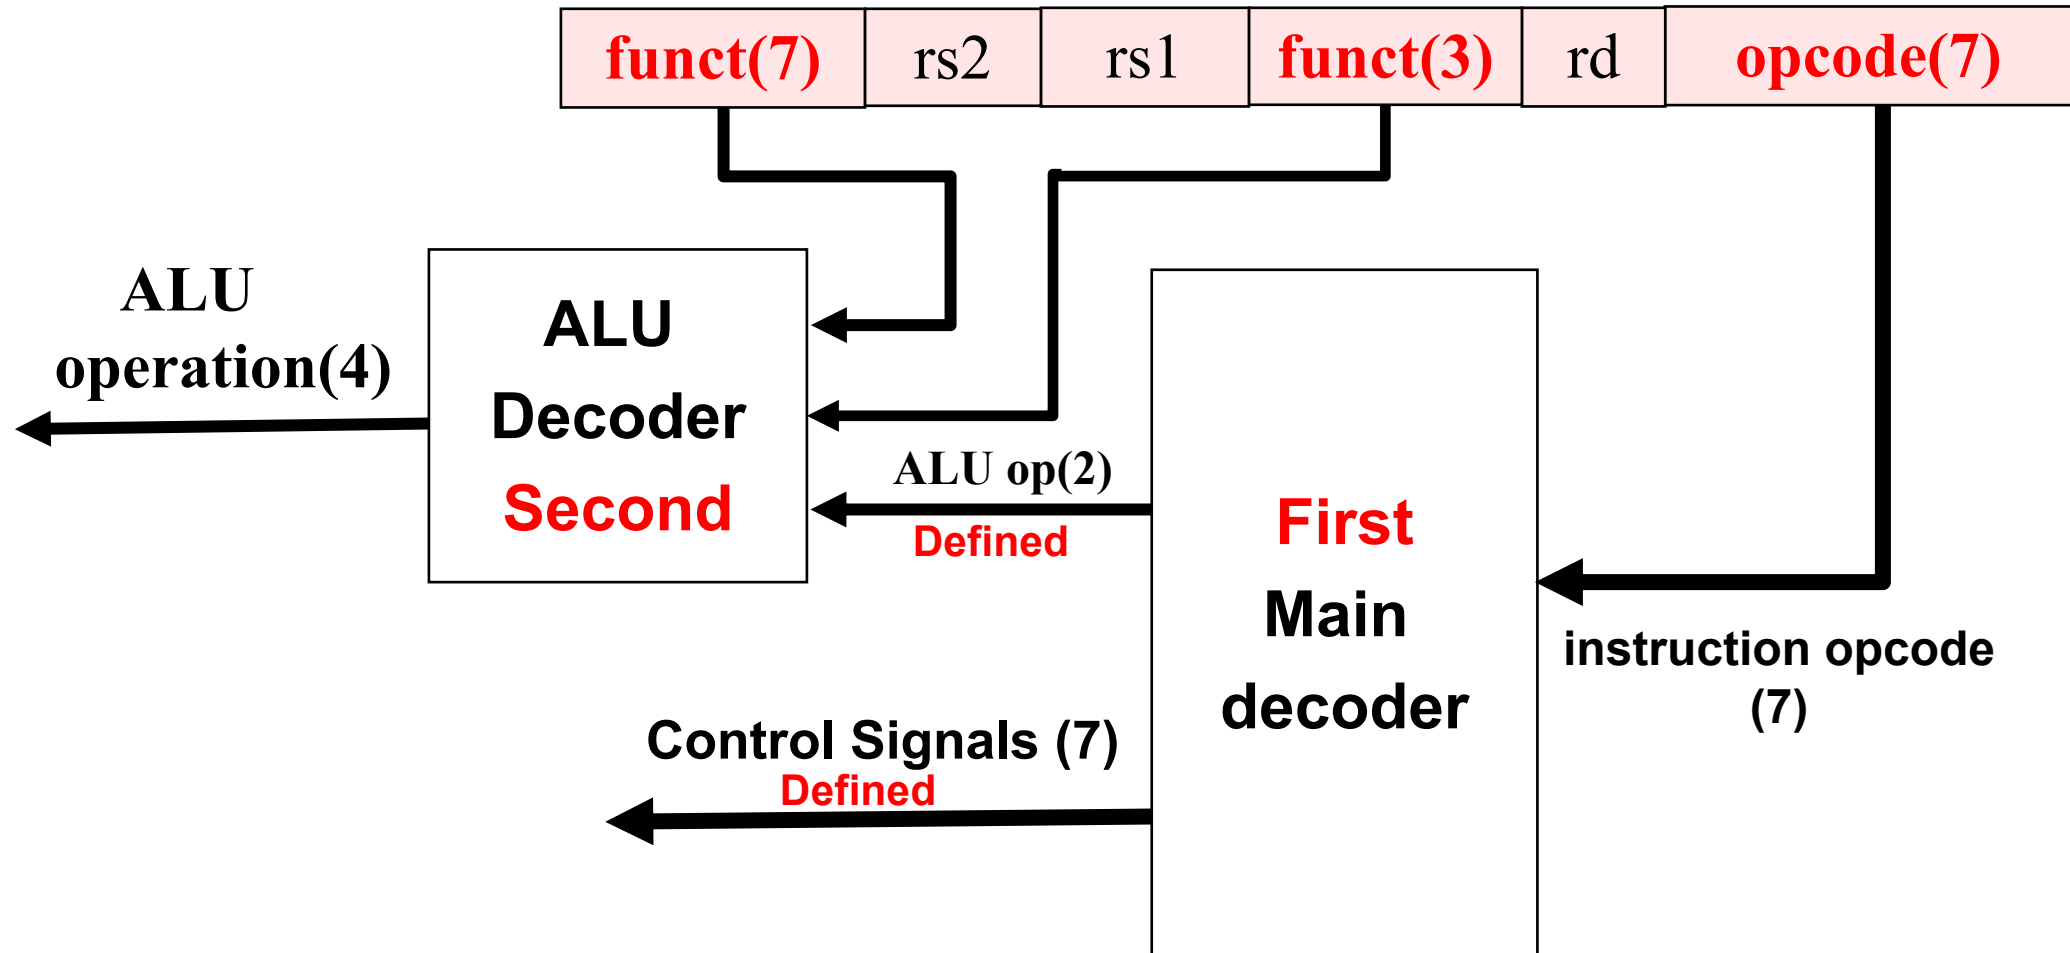 funct(7) rs2 rs1 funct(3) rd opcode(7)
ALU
operation(4)
ALU
Decoder
Second
ALU op(2)
Defined
First
Main
decoder
instruction opcode
(7)
Control Signals (7)
Defined